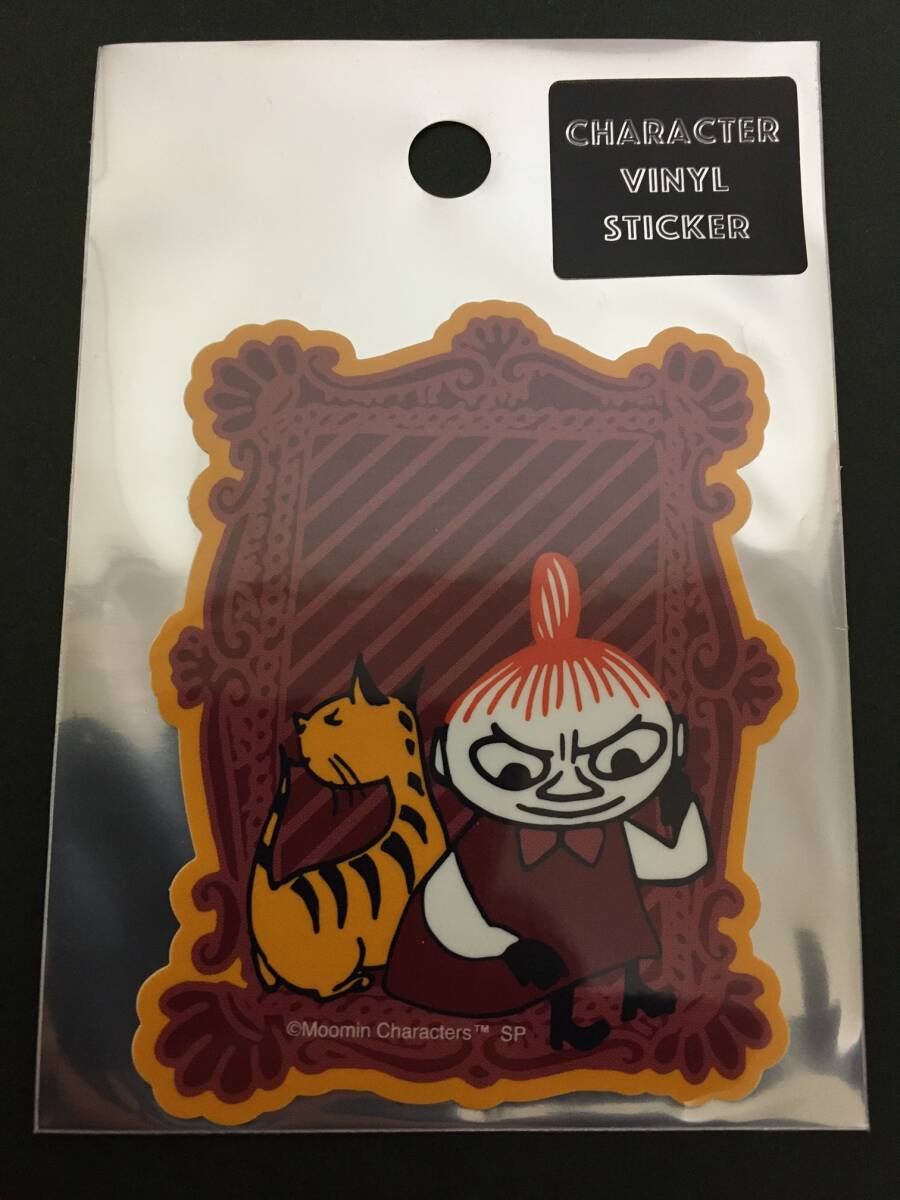 CHARACTER
VINYL
STICKER
©Moomin Characters™ SP